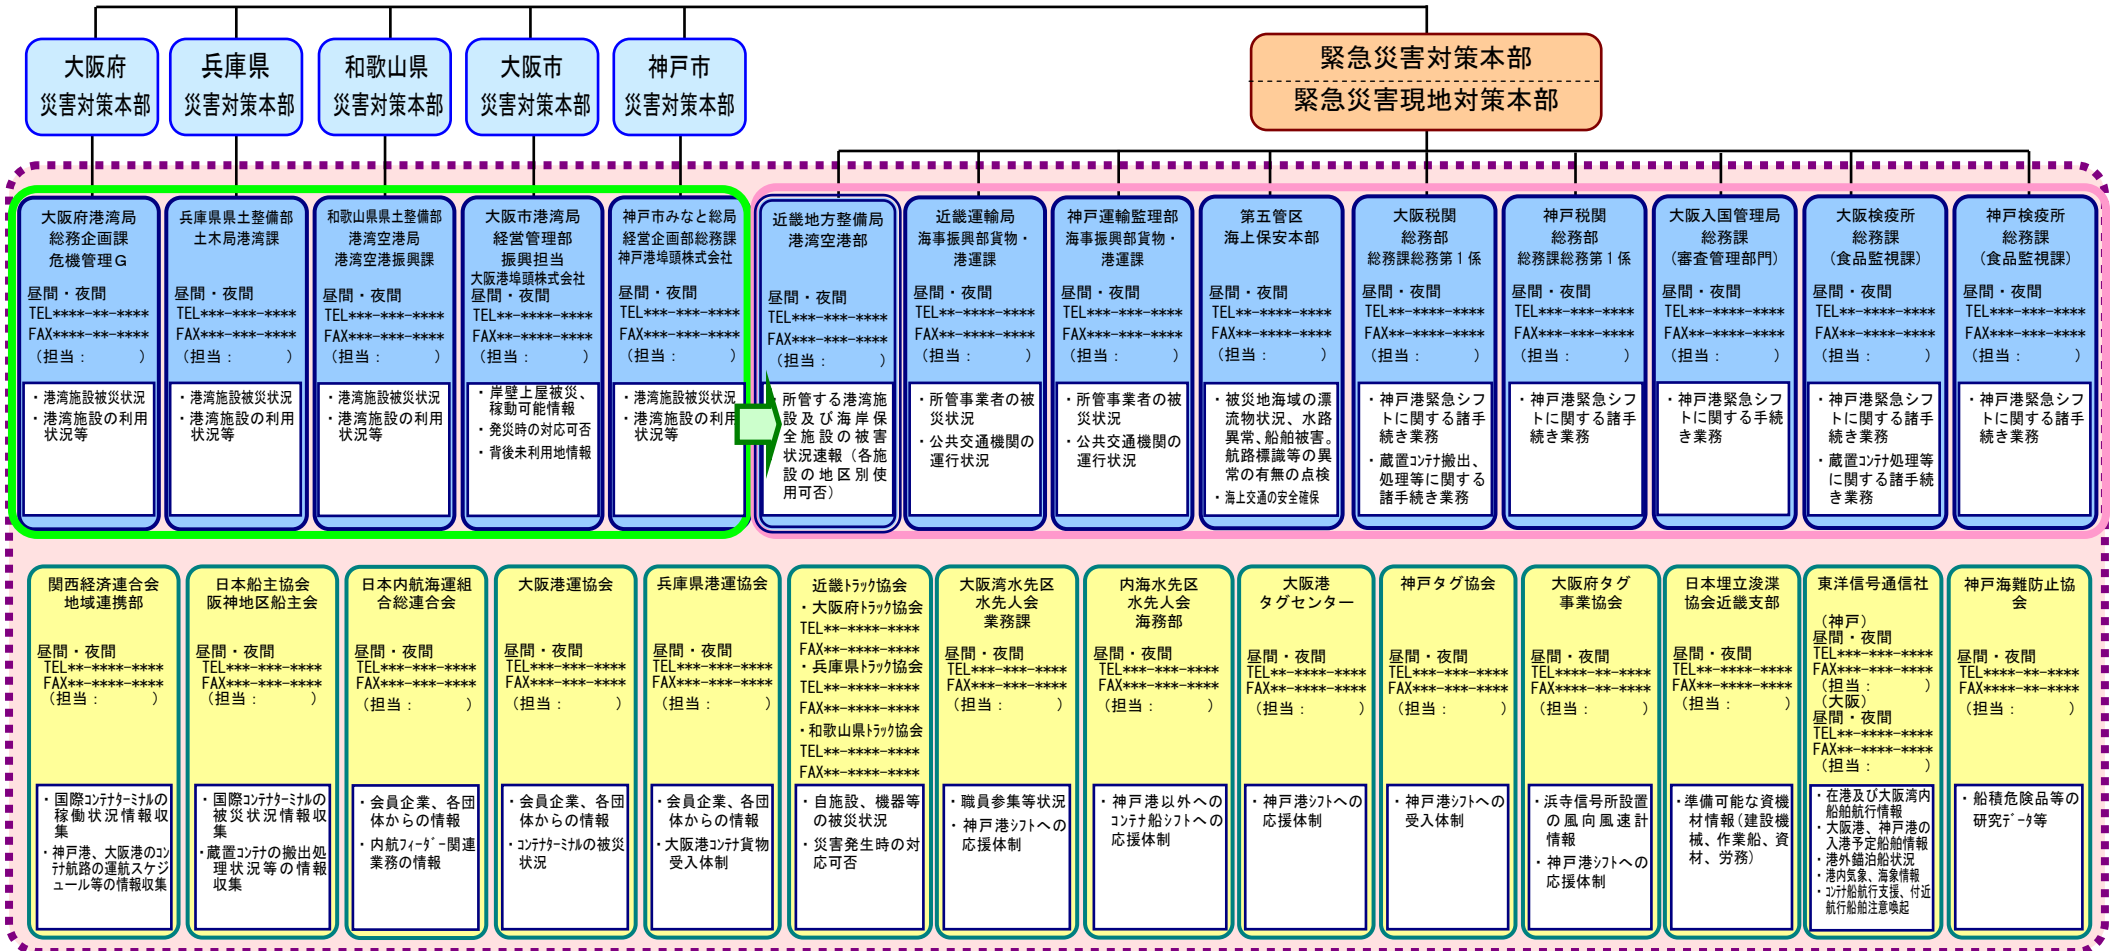 大阪府
災害対策本部
兵庫県
災害対策本部
和歌山県
災害対策本部
大阪市
災害対策本部
神戸市
災害対策本部
緊急災害対策本部
緊急災害現地対策本部
大阪府港湾局
総務企画課
危機管理G
昼間・夜間
TEL****-**-****
FAX****-**-****
(担当:　　　)
・港湾施設被災状況
・港湾施設の利用
状況等
兵庫県県土整備部
土木局港湾課
昼間・夜間
TEL***-***-****
FAX***-***-****
(担当:　　　)
・港湾施設被災状況
・港湾施設の利用
状況等
和歌山県県土整備部
港湾空港局
港湾空港振興課
昼間・夜間
TEL***-***-****
FAX***-***-****
(担当:　　　)
・港湾施設被災状況
・港湾施設の利用
状況等
大阪市港湾局
経営管理部
振興担当
大阪港埠頭株式会社
昼間・夜間
TEL**-****-****
FAX**-****-****
(担当:　　　)
・岸壁上屋被災、
稼動可能情報
・発災時の対応可否
・背後未利用地情報
神戸市みなと総局
経営企画部総務課
神戸港埠頭株式会社
昼間・夜間
TEL***-***-****
FAX***-***-****
(担当:　　　)
・港湾施設被災状況
・港湾施設の利用
状況等
近畿地方整備局
港湾空港部
昼間・夜間
TEL***-***-****
FAX***-***-****
(担当:　　　)
・所管する港湾施
設及び海岸保
全施設の被害
状況速報(各施
設の地区別使
用可否)
近畿運輸局
海事振興部貨物・
港運課
昼間・夜間
TEL**-****-****
FAX**-****-****
(担当:　　　)
・所管事業者の被
災状況
・公共交通機関の
運行状況
神戸運輸監理部
海事振興部貨物・
港運課
昼間・夜間
TEL***-***-****
FAX***-***-****
(担当:　　　)
・所管事業者の被
災状況
・公共交通機関の
運行状況
第五管区
海上保安本部
昼間・夜間
TEL**-****-****
FAX***-***-****
(担当:　　　)
・被災地海域の漂
流物状況、水路
異常、船舶被害。
航路標識等の異
常の有無の点検
・海上交通の安全確保
大阪税関
総務部
総務課総務第1係
昼間・夜間
TEL**-****-****
FAX**-****-****
(担当:　　　)
・神戸港緊急シフ
トに関する諸手
続き業務
・蔵置コンテナ搬出、
処理等に関する
諸手続き業務
神戸税関
総務部
総務課総務第1係
昼間・夜間
TEL***-***-****
FAX***-***-****
(担当:　　　)
・神戸港緊急シフ
トに関する諸手
続き業務
大阪入国管理局
総務課
(審査管理部門)
昼間・夜間
TEL**-****-****
FAX**-****-****
(担当:　　　)
・神戸港緊急シフ
トに関する手続
き業務
大阪検疫所
総務課
(食品監視課)
昼間・夜間
TEL**-****-****
FAX**-****-****
(担当:　　　)
・神戸港緊急シフ
トに関する諸手
続き業務
・蔵置コンテナ処理等
に関する諸手続
き業務
神戸検疫所
総務課
(食品監視課)
昼間・夜間
TEL***-***-****
FAX***-***-****
(担当:　　　)
・神戸港緊急シフ
トに関する諸手
続き業務
関西経済連合会
地域連携部
昼間・夜間
TEL**-****-****
FAX**-****-****
(担当:　　　)
・国際コンテナターミナルの
稼働状況情報収
集
・神戸港、大阪港のコン
テナ航路の運航スケジ
ュール等の情報収集
日本船主協会
阪神地区船主会
昼間・夜間
TEL***-***-****
FAX***-***-****
(担当:　　　)
・国際コンテナターミナルの
被災状況情報収
集
・蔵置コンテナの搬出処
理状況等の情報
収集
日本内航海運組
合総連合会
昼間・夜間
TEL***-***-****
FAX***-***-****
(担当:　　　)
・会員企業、各団
体からの情報
・内航フィーダー関連
業務の情報
大阪港運協会
昼間・夜間
TEL**-****-****
FAX**-****-****
(担当:　　　)
・会員企業、各団
体からの情報
・コンテナターミナルの被災
状況
兵庫県港運協会
昼間・夜間
TEL***-***-****
FAX***-***-****
(担当:　　　)
・会員企業、各団
体からの情報
・大阪港コンテナ貨物
受入体制
近畿トラック協会
・大阪府トラック協会
TEL**-****-****
FAX**-****-****
・兵庫県トラック協会
TEL**-****-****
FAX**-****-****
・和歌山県トラック協会
TEL**-****-****
FAX**-****-****
・自施設、機器等
の被災状況
・災害発生時の対
応可否
大阪湾水先区
水先人会
業務課
昼間・夜間
TEL***-***-****
FAX***-***-****
(担当:　　　)
・職員参集等状況
・神戸港シフトへの
応援体制
内海水先区
水先人会
海務部
昼間・夜間
TEL***-***-****
FAX***-***-****
(担当:　　　)
・神戸港以外への
コンテナ船シフトへの
応援体制
大阪港
タグセンター
昼間・夜間
TEL**-****-****
FAX**-****-****
(担当:　　　)
・神戸港シフトへの
応援体制
神戸タグ協会
昼間・夜間
TEL***-***-****
FAX***-***-****
(担当:　　　)
・神戸港シフトへの
受入体制
大阪府タグ
事業協会
昼間・夜間
TEL****-**-****
FAX****-**-****
(担当:　　　)
・浜寺信号所設置
の風向風速計
情報
・神戸港シフトへの
応援体制
日本埋立浚渫
協会近畿支部
昼間・夜間
TEL**-****-****
FAX**-****-****
(担当:　　　)
・準備可能な資機
材情報(建設機
械、作業船、資
材、労務)
東洋信号通信社
(神戸)
昼間・夜間
TEL***-***-****
FAX***-***-****
(担当:　　　)
(大阪)
昼間・夜間
TEL**-****-****
FAX**-****-****
(担当:　　　)
・在港及び大阪湾内
船舶航行情報
・大阪港、神戸港の
入港予定船舶情報
・港外錨泊船状況
・港内気象、海象情報
・コンテナ船航行支援、付近
航行船舶注意喚起
神戸海難防止協
会
昼間・夜間
TEL***-***-****
FAX**-****-****
(担当:　　　)
・船積危険品等の
研究データ等